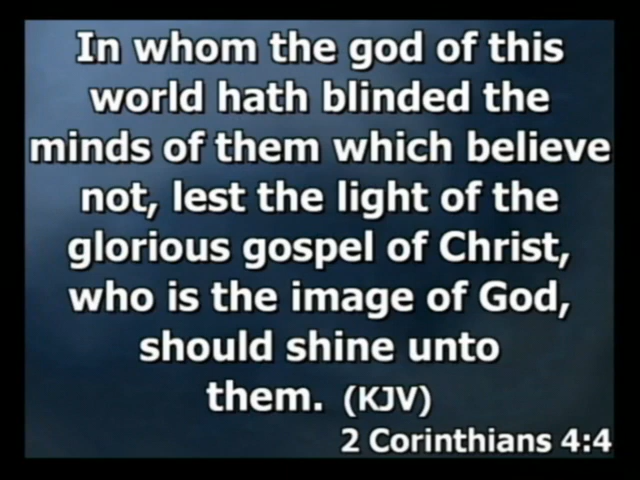 In whom the god of this
world hath blinded the
minds of them which believe
not, lest the light of the
glorious gospel of Christ,
who is the image of God,
should shine unto
them. (KJV)
2 Corinthians 4:4